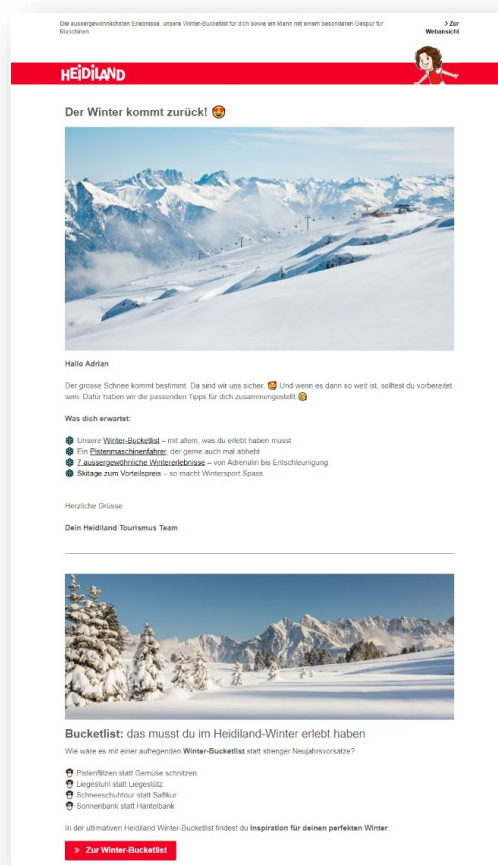 Die aussergewöhnlichsten Erlebnisse, unsere Winter-Bucketlist für dich sowie ein Mann mit einem besonderen Gespür für
Maschinen.
> Zur
Webansicht
HEIDILAND
Der Winter kommt zurück! 🤩
Hallo Adrian
Der grosse Schnee kommt bestimmt. Da sind wir uns sicher. 🥰 Und wenn es dann so weit ist, solltest du vorbereitet
sein. Dafür haben wir die passenden Tipps für dich zusammengestellt.
Was dich erwartet:
Unsere Winter-Bucketlist – mit allem, was du erlebt haben musst
Ein Pistenmaschinenfahrer, der gerne auch mal abhebt
7 aussergewöhnliche Wintererlebnisse – von Adrenalin bis Entschleunigung
Skitage zum Vorteilspreis – so macht Wintersport Spass
Herzliche Grüsse
Dein Heidiland Tourismus Team
Bucketlist: das musst du im Heidiland-Winter erlebt haben
Wie wäre es mit einer aufregenden Winter-Bucketlist statt strenger Neujahrsvorsätze?
Pistenflitzen statt Gemüse schnitzen
Liegestuhl statt Liegestütz
Schneeschuhtour statt Saftkur
Sonnenbank statt Hantelbank
In der ultimativen Heidiland Winter-Bucketlist findest du Inspiration für deinen perfekten Winter.
» Zur Winter-Bucketlist